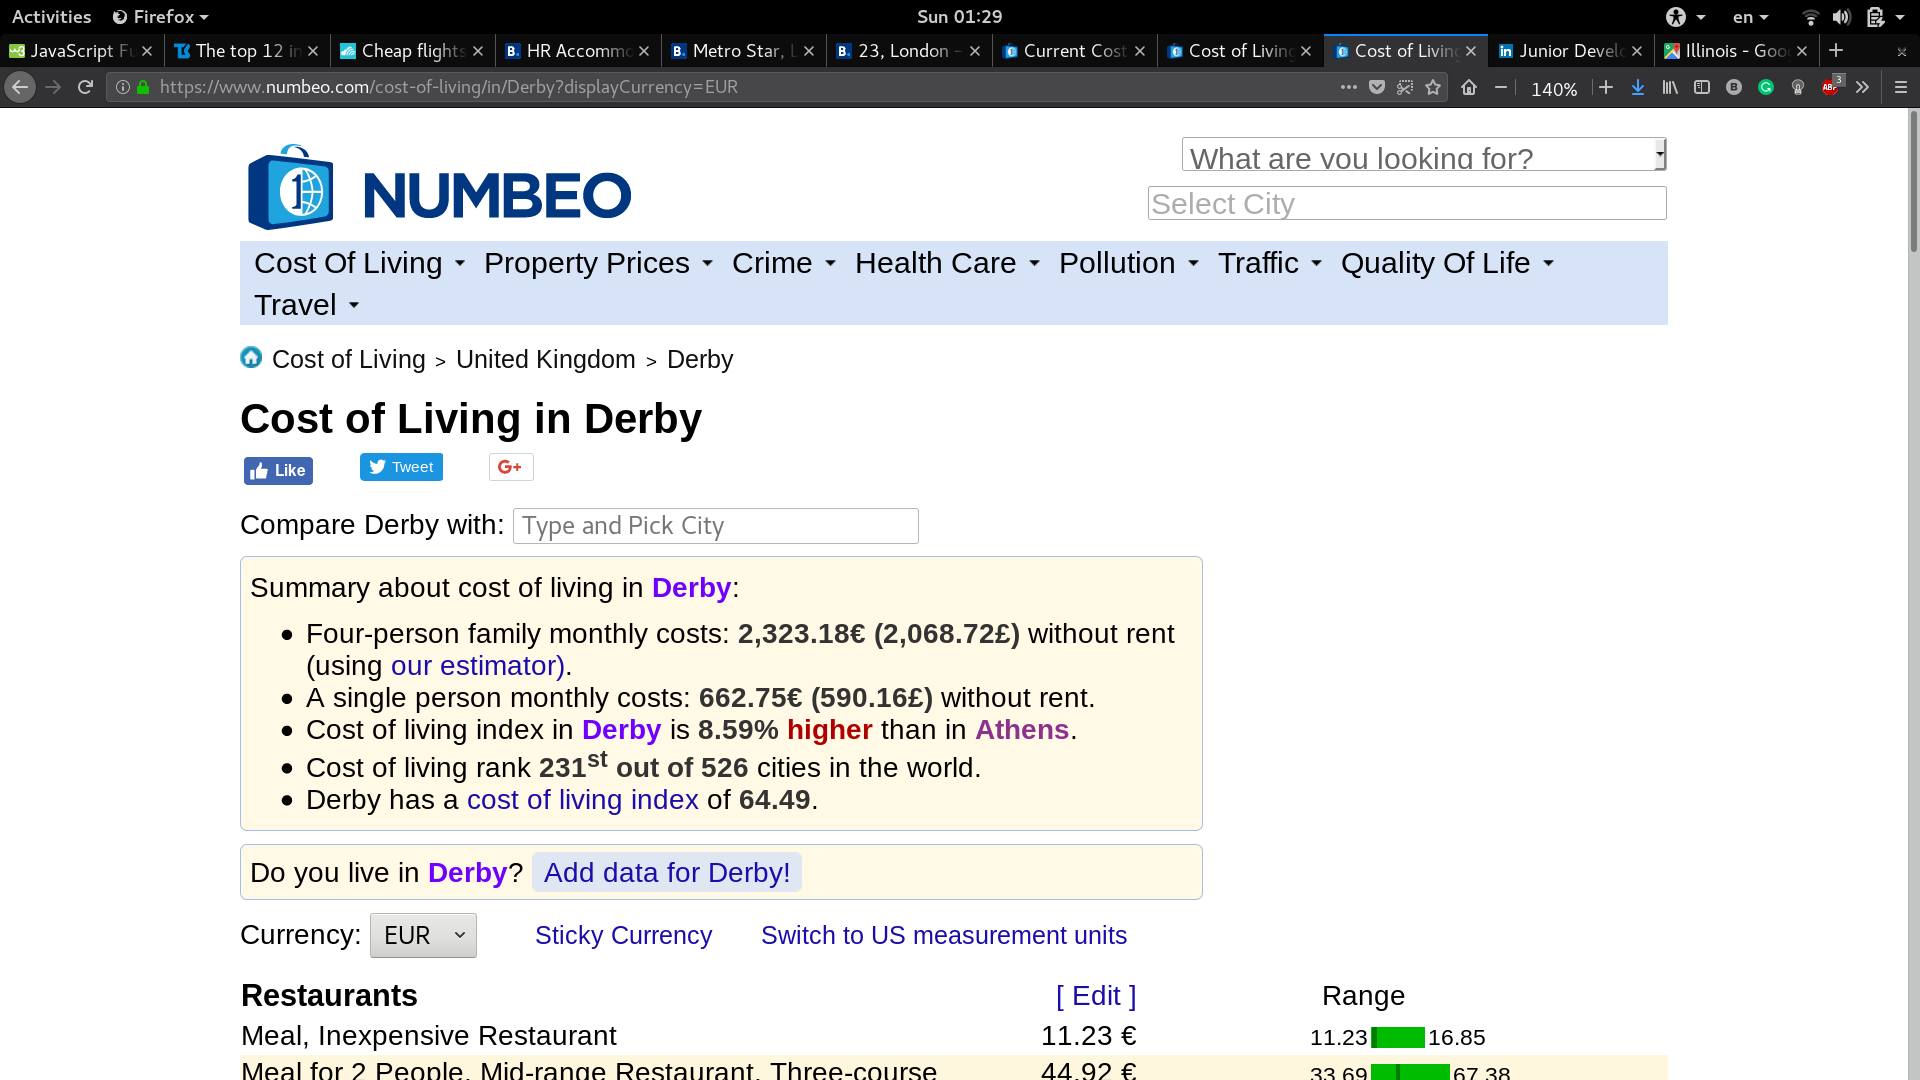 Activities Firefox Sun 01:29 en
JavaScript Fu The top 12 in Cheap flights HR Accommo Metro Star, L 23, London - Current Cost Cost of Living Cost of Living Junior Develo Illinois - Goo
https://www.numbeo.com/cost-of-living/in/Derby?displayCurrency=EUR 140% 3
NUMBEO
What are you looking for?
Select City
Cost Of Living Property Prices Crime Health Care Pollution Traffic Quality Of Life
Travel
Cost of Living > United Kingdom > Derby
Cost of Living in Derby
Like Tweet G+
Compare Derby with: Type and Pick City
Summary about cost of living in Derby:
• Four-person family monthly costs: 2,323.18€ (2,068.72£) without rent
(using our estimator).
• A single person monthly costs: 662.75€ (590.16£) without rent.
• Cost of living index in Derby is 8.59% higher than in Athens.
• Cost of living rank 231st out of 526 cities in the world.
• Derby has a cost of living index of 64.49.
Do you live in Derby? Add data for Derby!
Currency: EUR Sticky Currency Switch to US measurement units
Restaurants [ Edit ] Range
Meal, Inexpensive Restaurant 11.23 € 11.23 16.85
Meal for 2 People, Mid-range Restaurant, Three-course 44.92 € 33.69 67.38